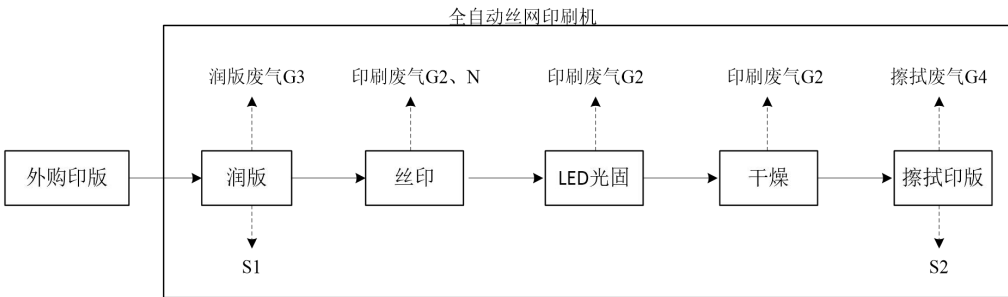 全自动丝网印刷机
润版废气G3
印刷废气G2、N
印刷废气G2
印刷废气G2
擦拭废气G4
外购印版
润版
丝印
LED光固
干燥
擦拭印版
S1
S2